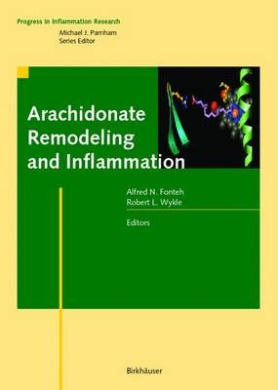 Progress in Inflammation Research
Michael J. Parnham
Series Editor
Arachidonate
Remodeling
and Inflammation
Alfred N. Fonteh
Robert L. Wykle
Editors
Birkhäuser